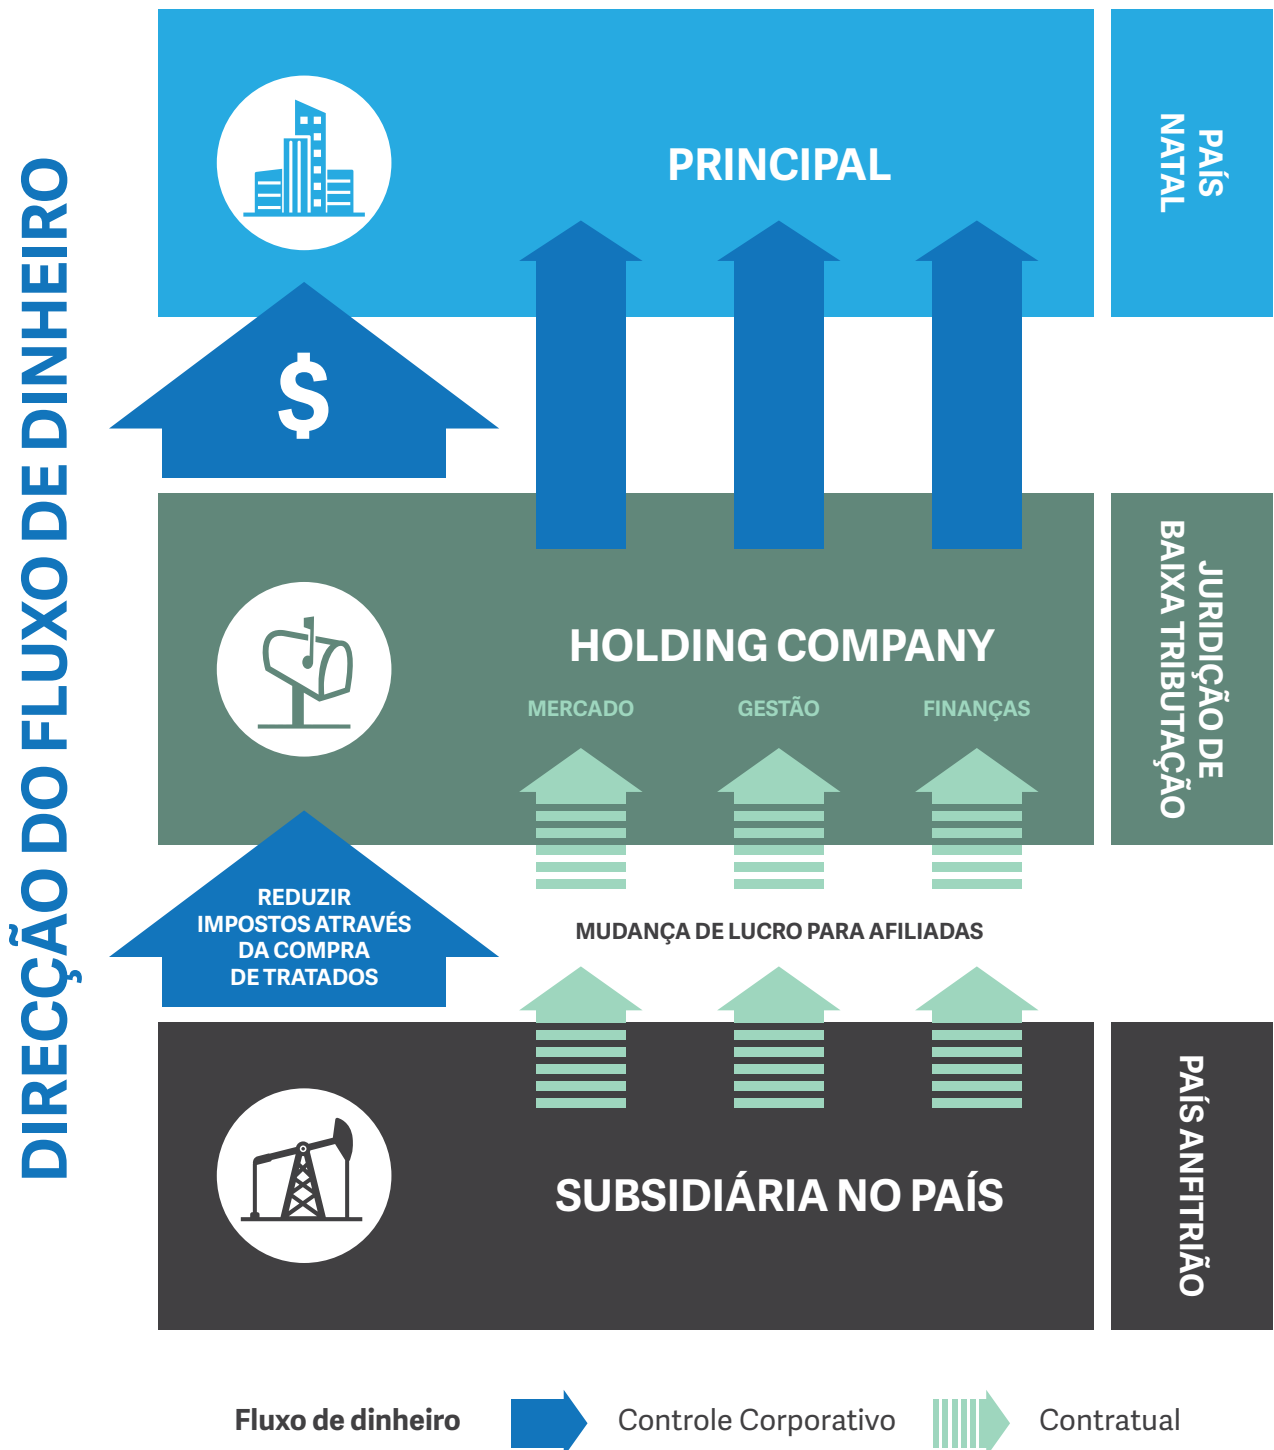 DIRECÇÃO DO FLUXO DE DINHEIRO
PRINCIPAL
PAÍS
NATAL
$
HOLDING COMPANY
MERCADO
GESTÃO
FINANÇAS
JURIDIÇÃO DE
BAIXA TRIBUTAÇÃO
REDUZIR
IMPOSTOS ATRAVÉS
DA COMPRA
DE TRATADOS
MUDANÇA DE LUCRO PARA AFILIADAS
SUBSIDIÁRIA NO PAÍS
PAÍS ANFITRIÃO
Fluxo de dinheiro
Controle Corporativo
Contratual